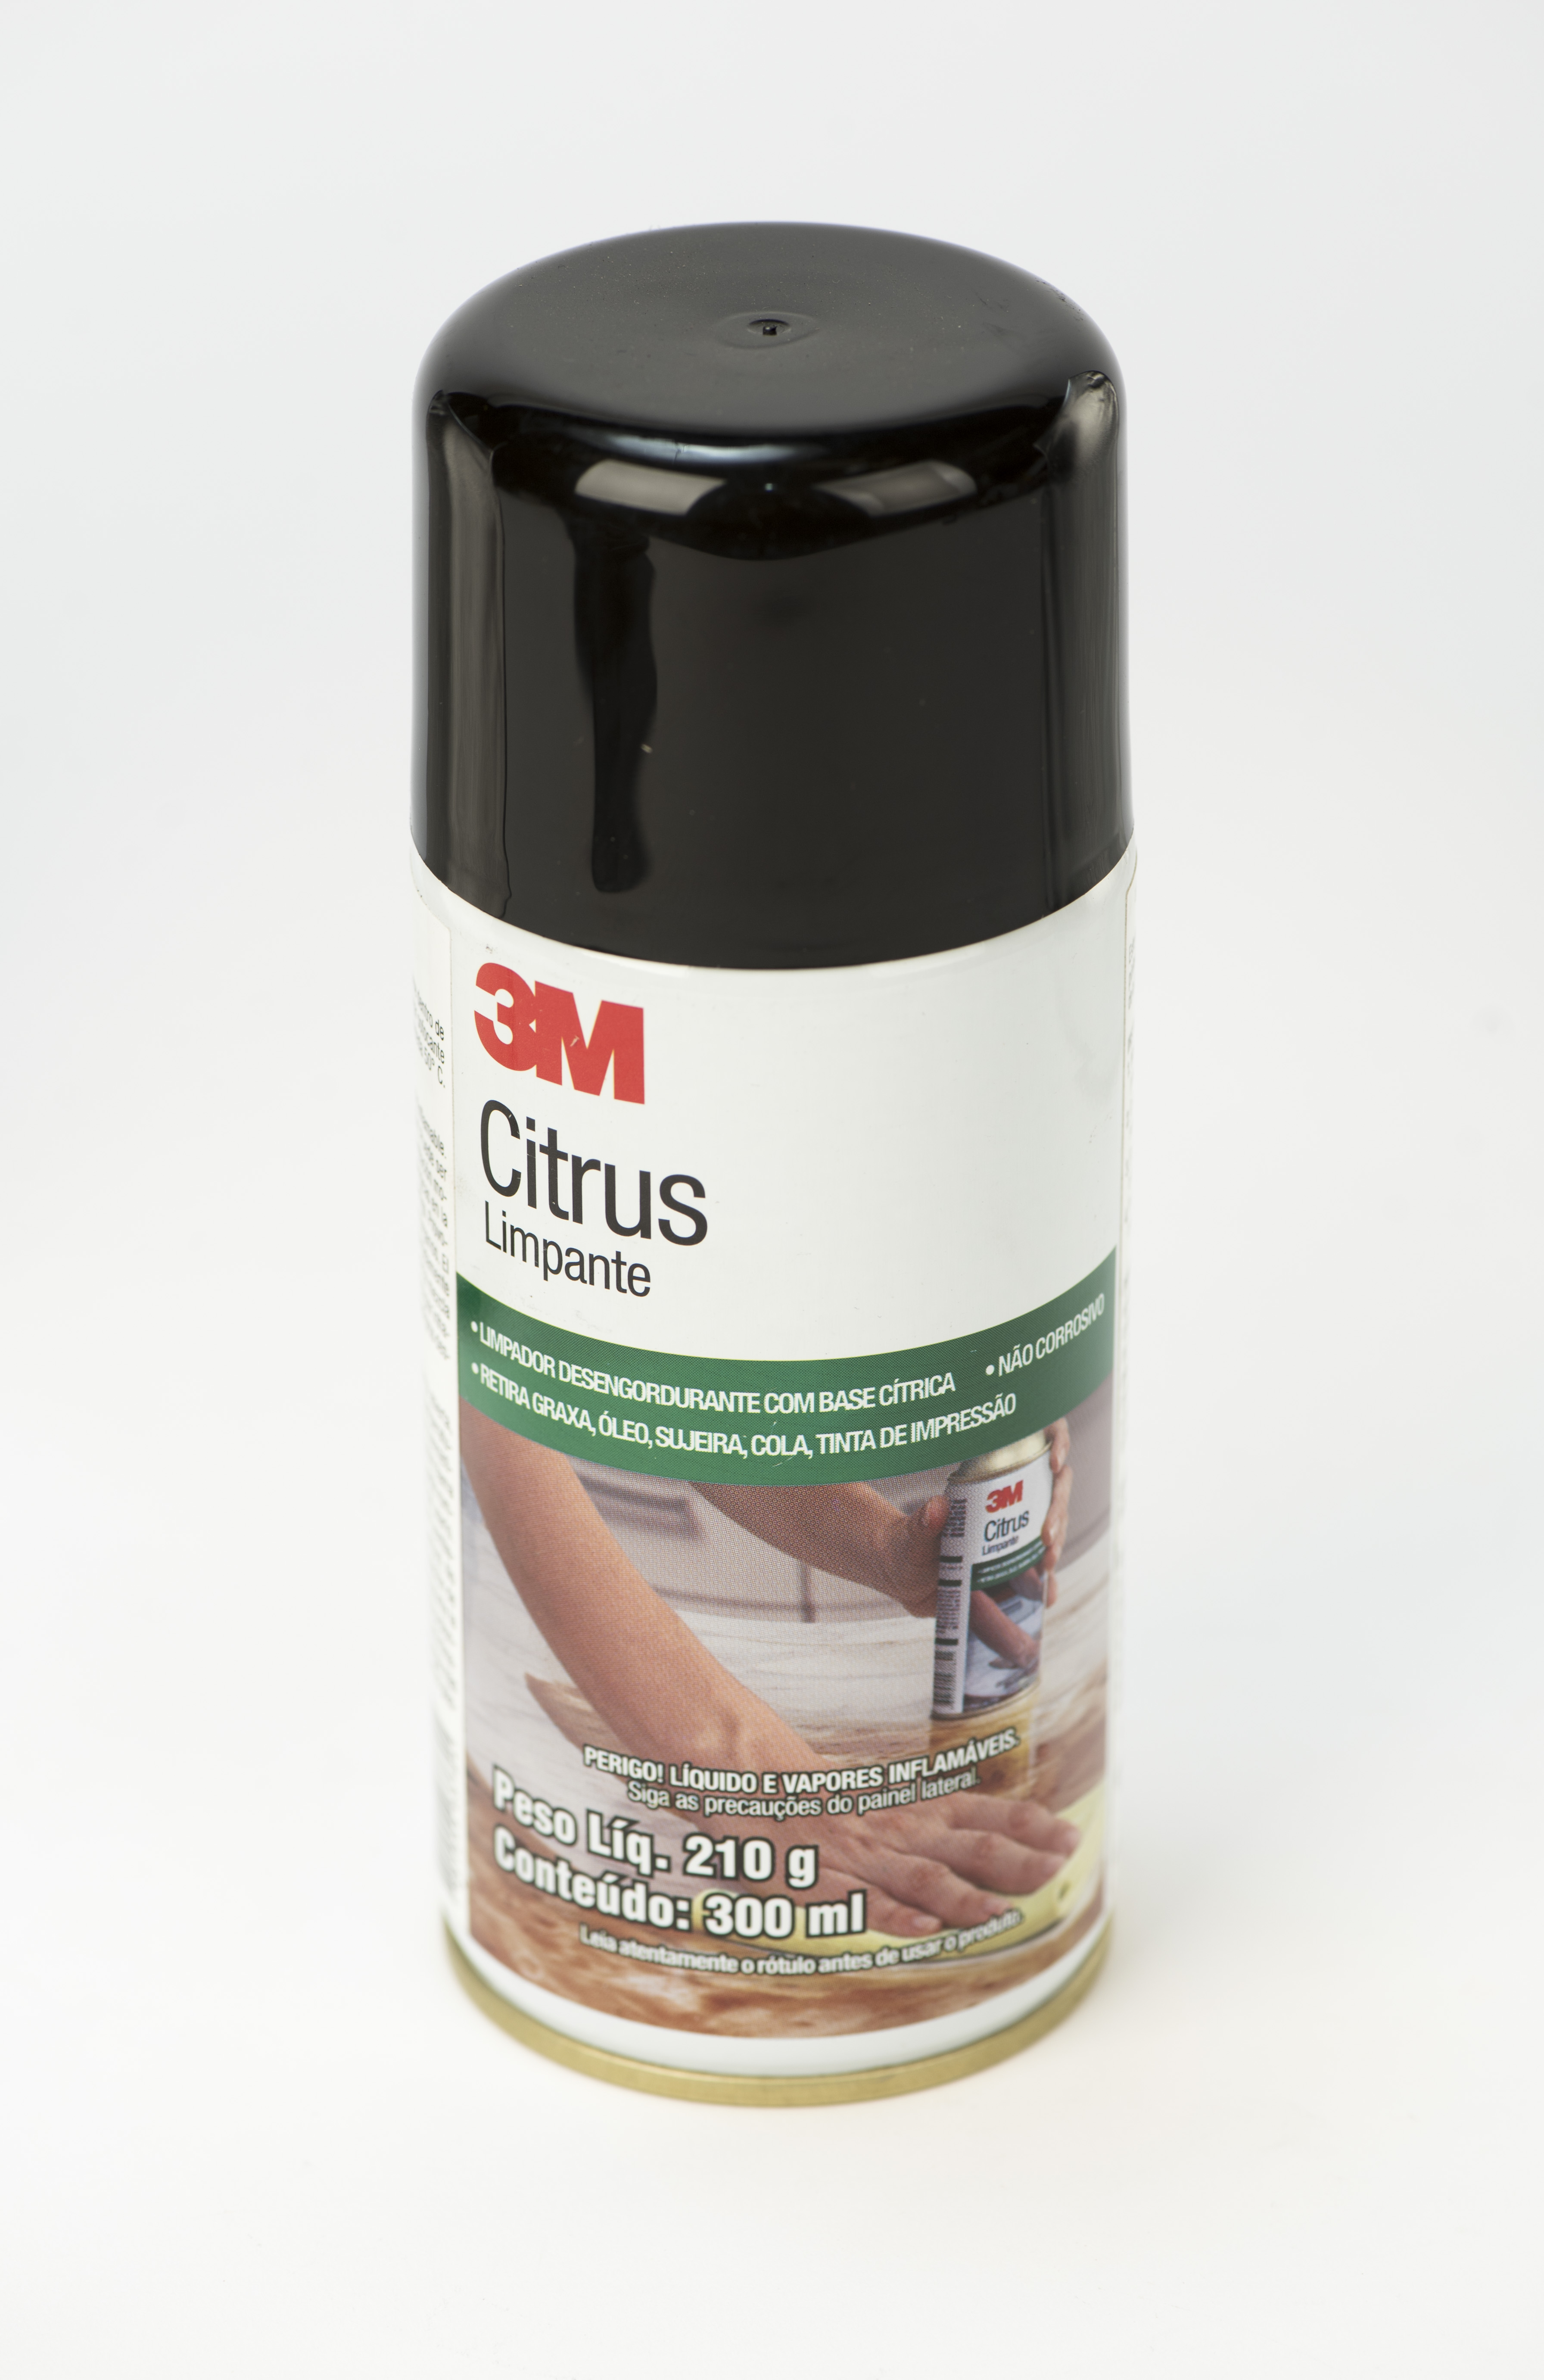 3M
Citrus
Limpante
• LIMPADOR DESENGORDURANTE COM BASE CÍTRICA • NÃO CORROSIVO
• RETIRA GRAXA, ÓLEO, SUJEIRA, COLA, TINTA DE IMPRESSÃO
3M
Citrus
Limpante
PERIGO! LÍQUIDO E VAPORES INFLAMÁVEIS.
Siga as precauções do painel lateral.
Peso Líq. 210 g
Conteúdo: 300 ml
Leia atentamente o rótulo antes de usar o produto.